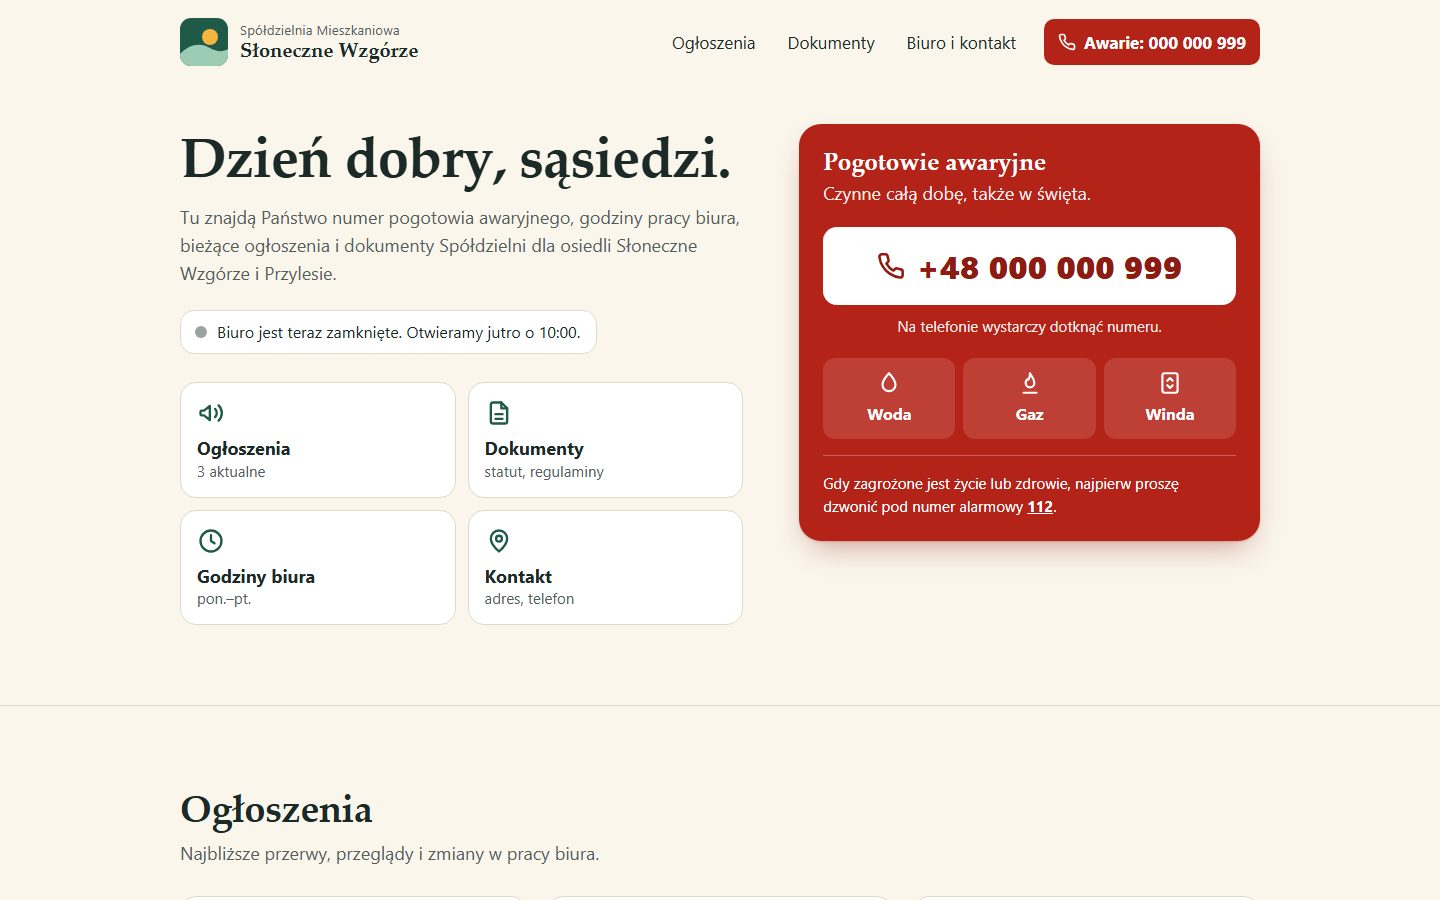 Spółdzielnia Mieszkaniowa
Słoneczne Wzgórze
Ogłoszenia
Dokumenty
Biuro i kontakt
Awarie: 000 000 999
Dzień dobry, sąsiedzi.
Tu znajdą Państwo numer pogotowia awaryjnego, godziny pracy biura,
bieżące ogłoszenia i dokumenty Spółdzielni dla osiedli Słoneczne
Wzgórze i Przylesie.
Biuro jest teraz zamknięte. Otwieramy jutro o 10:00.
Ogłoszenia
3 aktualne
Dokumenty
statut, regulaminy
Godziny biura
pon.–pt.
Kontakt
adres, telefon
Pogotowie awaryjne
Czynne całą dobę, także w święta.
+48 000 000 999
Na telefonie wystarczy dotknąć numeru.
Woda
Gaz
Winda
Gdy zagrożone jest życie lub zdrowie, najpierw proszę
dzwonić pod numer alarmowy 112.
Ogłoszenia
Najbliższe przerwy, przeglądy i zmiany w pracy biura.